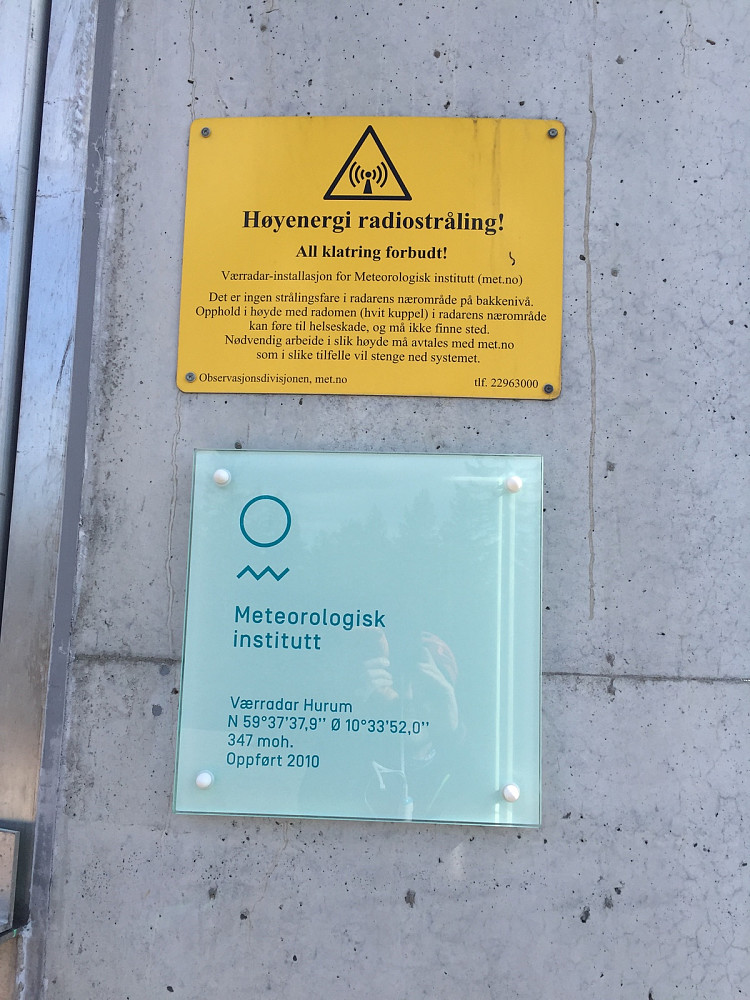 Høyenergi radiostråling!
All klatring forbudt!
Værradar-installasjon for Meteorologisk institutt (met.no)
Det er ingen strålingsfare i radarens nærområde på bakkenivå.
Opphold i høyde med radomen (hvit kuppel) i radarens nærområde
kan føre til helseskade, og må ikke finne sted.
Nødvendig arbeide i slik høyde må avtales med met.no
som i slike tilfelle vil stenge ned systemet.
Observasjonsdivisjonen, met.no tlf. 22963000
Meteorologisk
institutt
Værradar Hurum
N 59°37'37,9'' Ø 10°33'52,0''
347 moh.
Oppført 2010